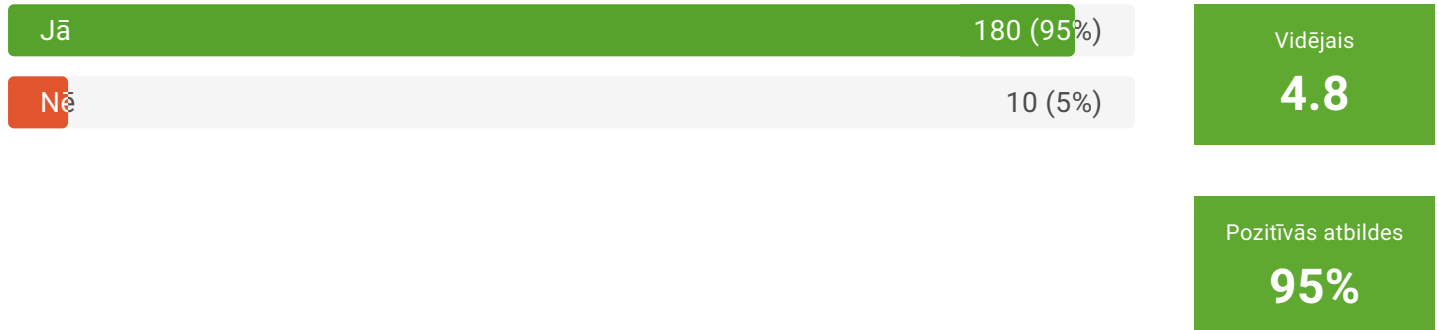 Jā 180 (95%)
Nē 10 (5%)
Vidējais
4.8
Pozitīvās atbildes
95%